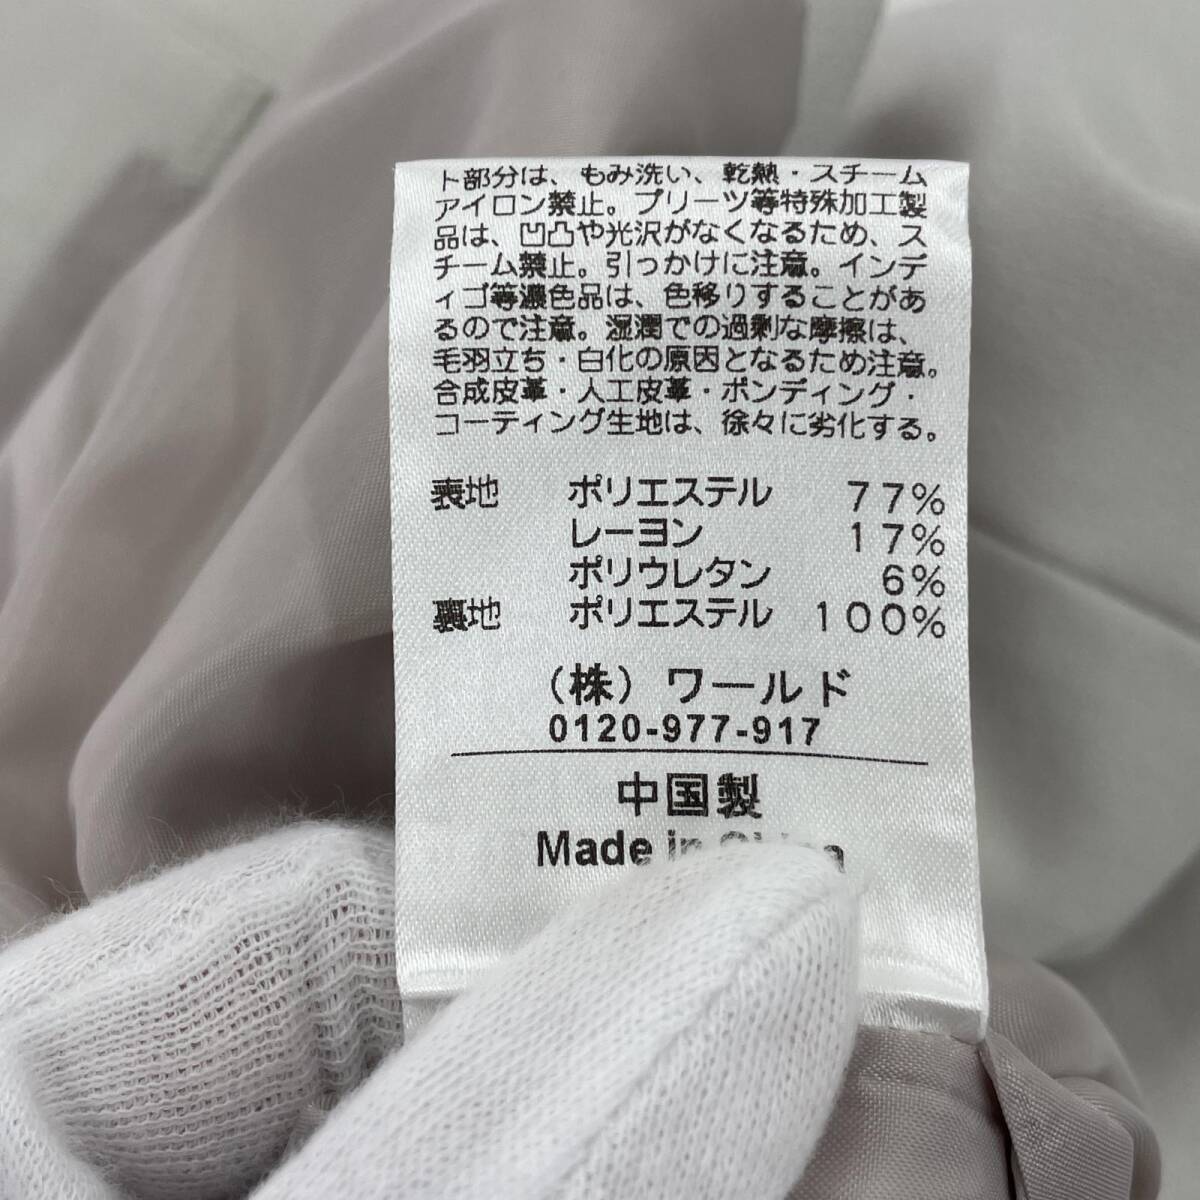 ト部分は、もみ洗い、乾熱・スチーム
アイロン禁止。プリーツ等特殊加工製
品は、凹凸や光沢がなくなるため、ス
チーム禁止。引っかけに注意。インデ
ィゴ等濃色品は、色移りすることがあ
るので注意。湿潤での過剰な摩擦は、
毛羽立ち・白化の原因となるため注意。
合成皮革・人工皮革・ボンディング・
コーティング生地は、徐々に劣化する。
表地 ポリエステル 77%
レーヨン 17%
ポリウレタン 6%
裏地 ポリエステル 100%
(株)ワールド
0120-977-917
中国製
Made in China